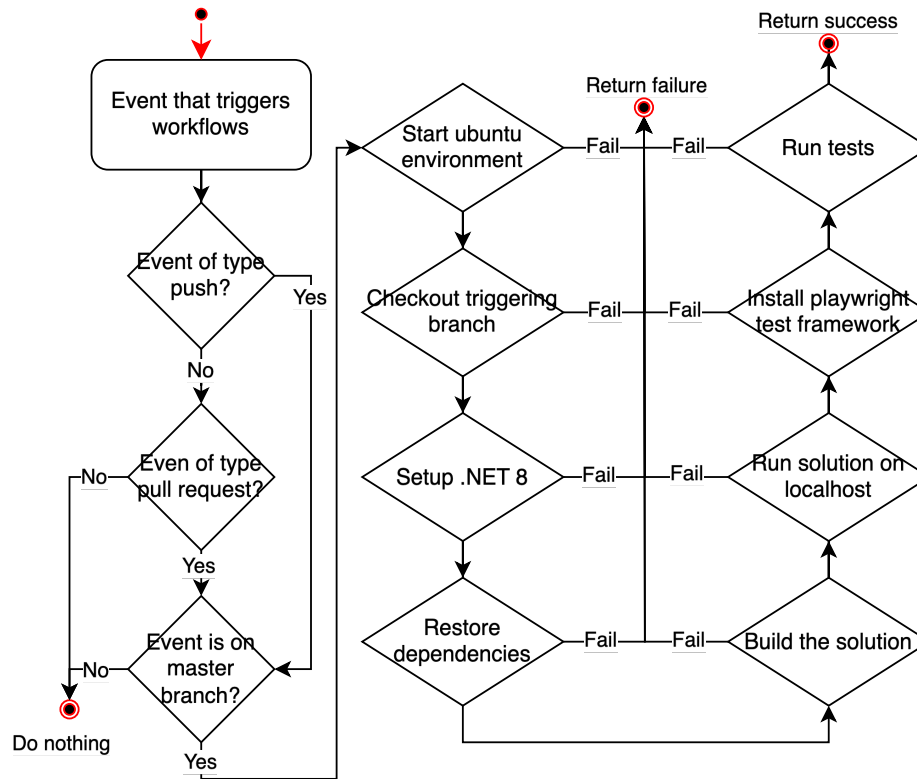 Event that triggers
workflows
Event of type
push?
Yes
No
Even of type
pull request?
No
Yes
Event is on
master
branch?
No
Do nothing
Yes
Start ubuntu
environment
Fail
Checkout triggering
branch
Fail
Setup .NET 8
Fail
Restore
dependencies
Fail
Return failure
Build the solution
Fail
Run solution on
localhost
Fail
Install playwright
test framework
Fail
Run tests
Fail
Return success